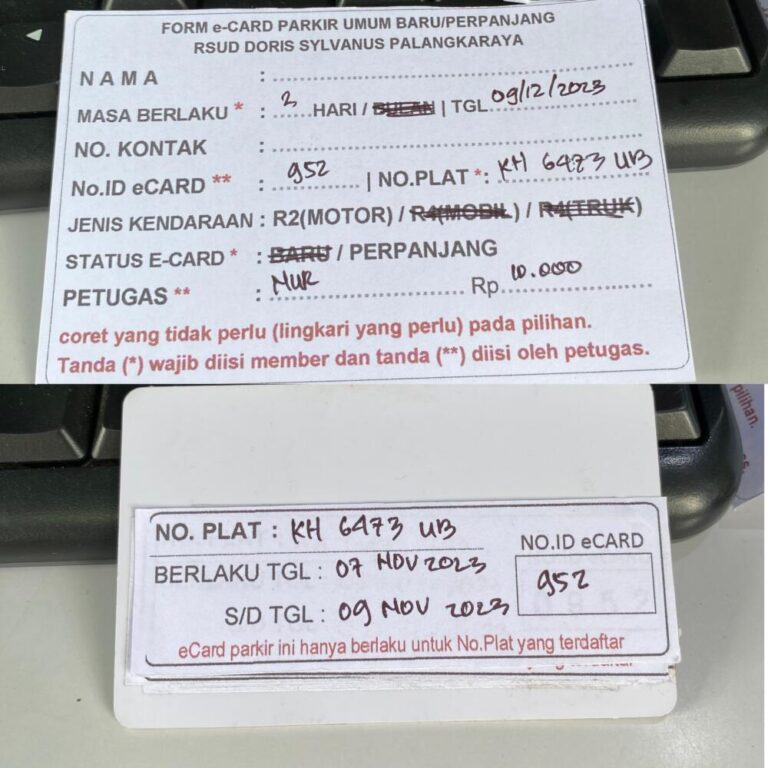 FORM e-CARD PARKIR UMUM BARU/PERPANJANG
RSUD DORIS SYLVANUS PALANGKARAYA
NAMA :
MASA BERLAKU * : 2 HARI / BULAN | TGL 09/12/2023
NO. KONTAK :
No.ID eCARD ** : 952 | NO.PLAT *: KH 6473 UB
JENIS KENDARAAN : R2(MOTOR) / R4(MOBIL) / R4(TRUK)
STATUS E-CARD * : BARU / PERPANJANG
PETUGAS ** : MUR Rp. 10.000
coret yang tidak perlu (lingkari yang perlu) pada pilihan.
Tanda (*) wajib diisi member dan tanda (**) diisi oleh petugas.
pilihan.
NO. PLAT : KH 6473 UB
NO.ID eCARD
BERLAKU TGL : 07 NOV 2023
952
S/D TGL : 09 NOV 2023
eCard parkir ini hanya berlaku untuk No.Plat yang terdaftar